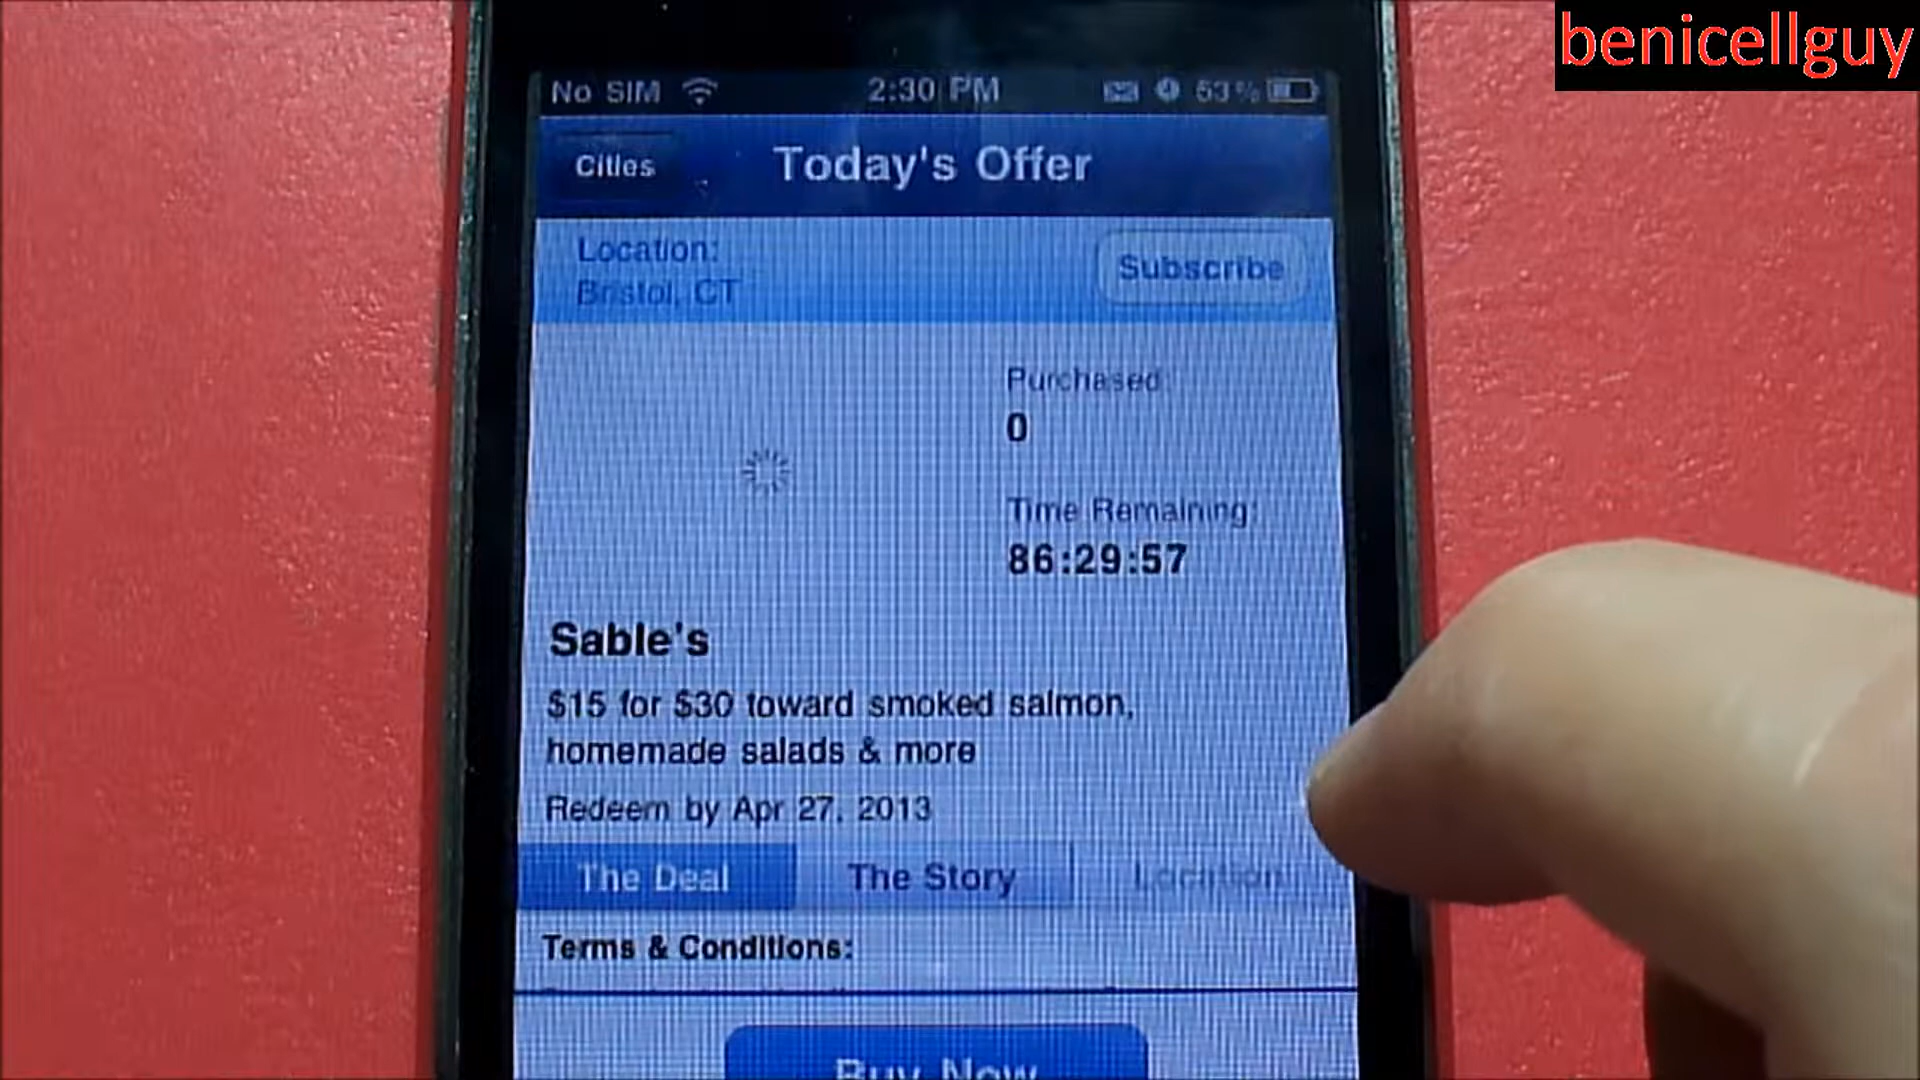 benicellguy
No SIM 2:30 PM 53%
Cities Today's Offer
Location:
Bristol, CT
Subscribe
Purchased:
0
Time Remaining:
86:29:57
Sable's
$15 for $30 toward smoked salmon,
homemade salads & more
Redeem by Apr 27, 2013
The Deal The Story Location
Terms & Conditions:
Buy Now